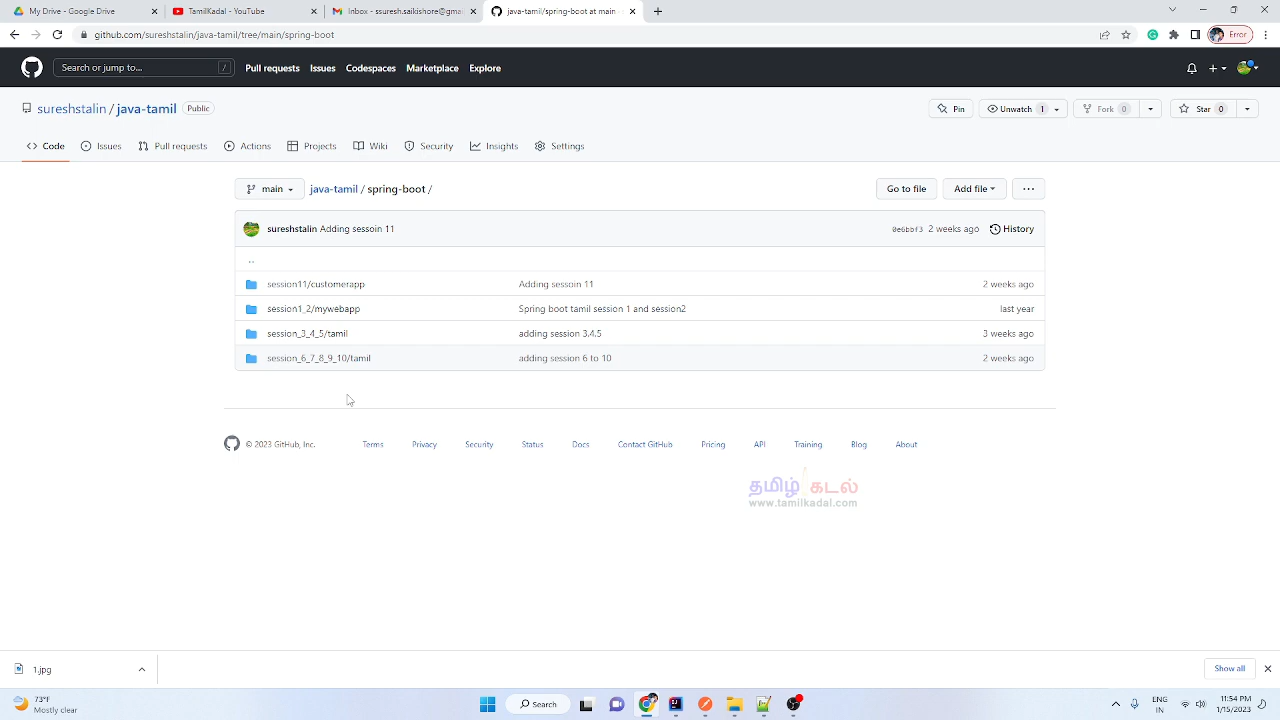 My Drive - Google Drive
TamilKadal - YouTube
Inbox - ssuresh.saikishore@gma
java-tamil/spring-boot at main
github.com/sureshstalin/java-tamil/tree/main/spring-boot
Error
Search or jump to... /
Pull requests
Issues
Codespaces
Marketplace
Explore
sureshstalin / java-tamil Public
Pin
Unwatch 1
Fork 0
Star 0
Code
Issues
Pull requests
Actions
Projects
Wiki
Security
Insights
Settings
main
java-tamil / spring-boot /
Go to file
Add file
...
sureshstalin Adding sessoin 11
0e6bbf3 2 weeks ago
History
..
session11/customerapp Adding sessoin 11 2 weeks ago
session1_2/mywebapp Spring boot tamil session 1 and session2 last year
session_3_4_5/tamil adding session 3.4.5 3 weeks ago
session_6_7_8_9_10/tamil adding session 6 to 10 2 weeks ago
© 2023 GitHub, Inc.
Terms
Privacy
Security
Status
Docs
Contact GitHub
Pricing
API
Training
Blog
About
தமிழ் கடல்
www.tamilkadal.com
1.jpg
Show all
73°F
Mostly clear
Search
ENG
IN
11:54 PM
1/15/2023